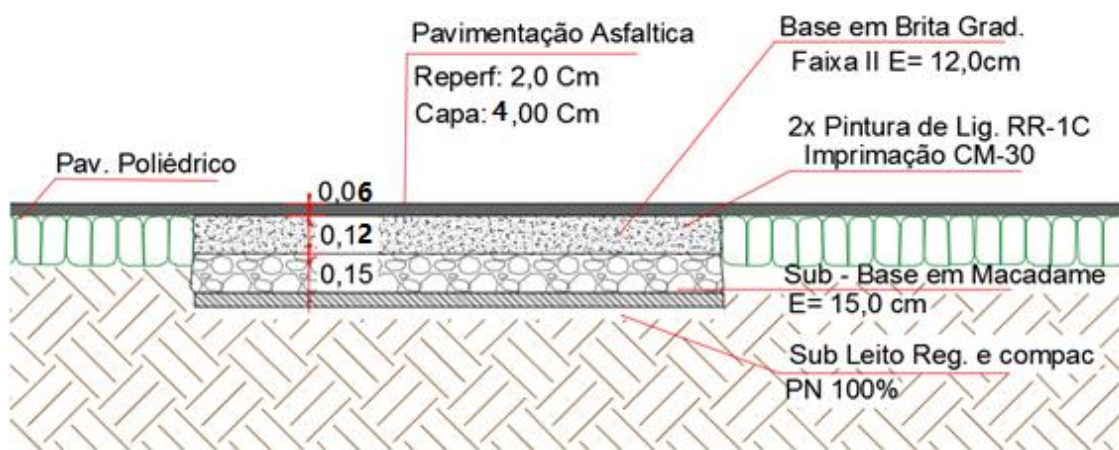 Pavimentação Asfaltica
Reperf: 2,0 Cm
Capa: 4,00 Cm
Base em Brita Grad.
Faixa II E= 12,0cm
2x Pintura de Lig. RR-1C
Imprimação CM-30
Pav. Poliédrico
0,06
0,12
0,15
Sub - Base em Macadame
E= 15,0 cm
Sub Leito Reg. e compac
PN 100%